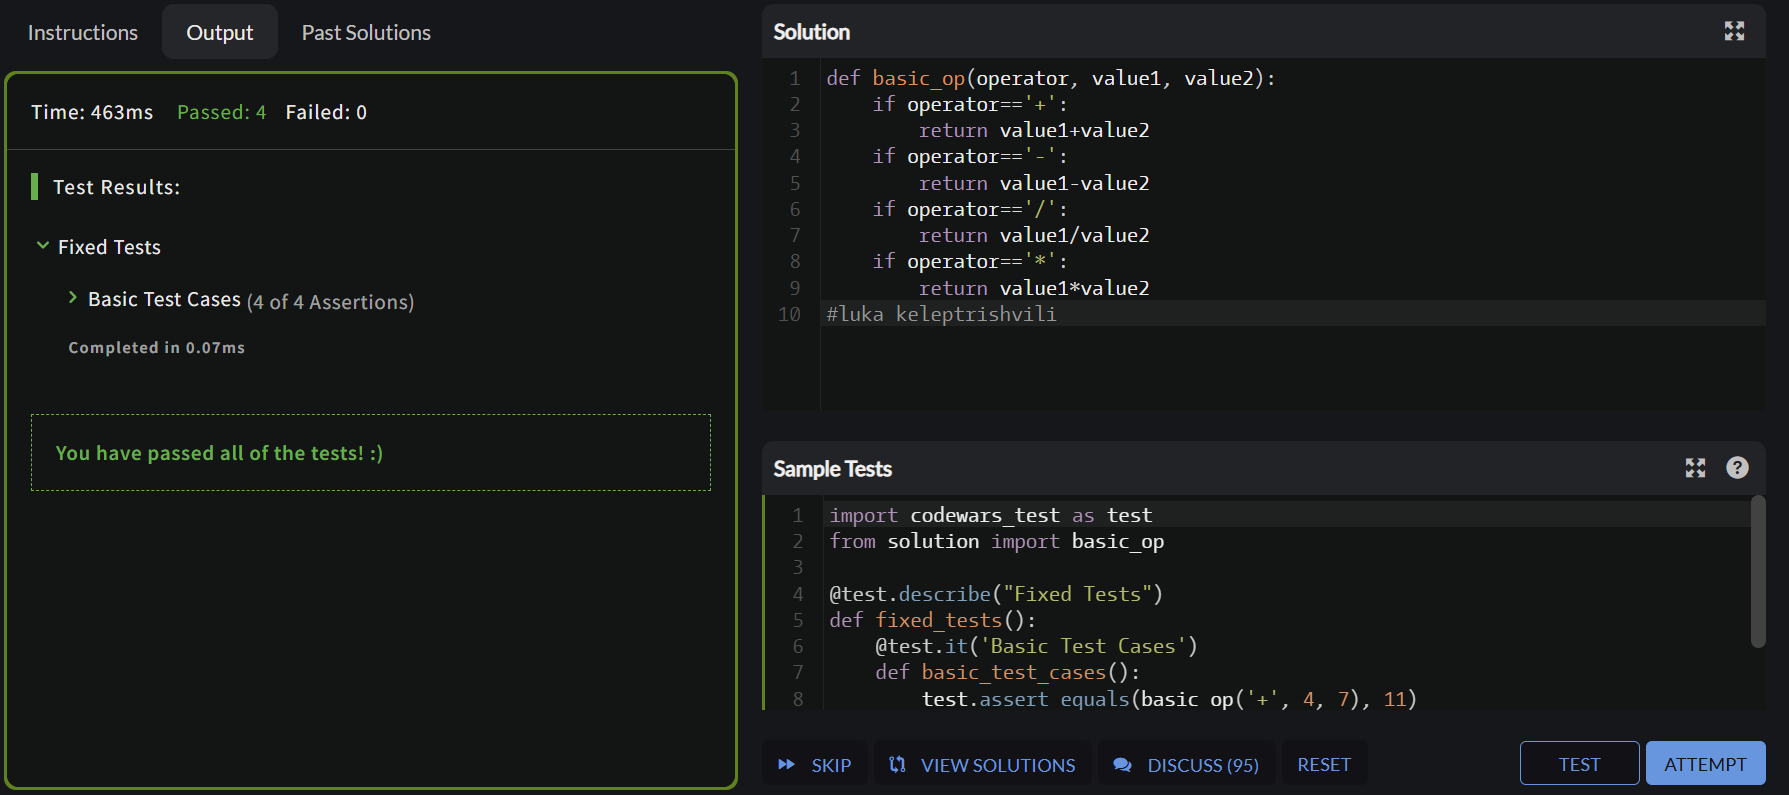 Instructions
Output
Past Solutions
Time: 463ms Passed: 4 Failed: 0
Test Results:
Fixed Tests
Basic Test Cases (4 of 4 Assertions)
Completed in 0.07ms
You have passed all of the tests! :)
Solution
1 def basic_op(operator, value1, value2):
2     if operator=='+':
3         return value1+value2
4     if operator=='-':
5         return value1-value2
6     if operator=='/':
7         return value1/value2
8     if operator=='*':
9         return value1*value2
10 #luka keleptrishvili
Sample Tests
?
1 import codewars_test as test
2 from solution import basic_op
3
4 @test.describe("Fixed Tests")
5 def fixed_tests():
6     @test.it('Basic Test Cases')
7     def basic_test_cases():
8         test.assert_equals(basic_op('+', 4, 7), 11)
SKIP
VIEW SOLUTIONS
DISCUSS (95)
RESET
TEST
ATTEMPT